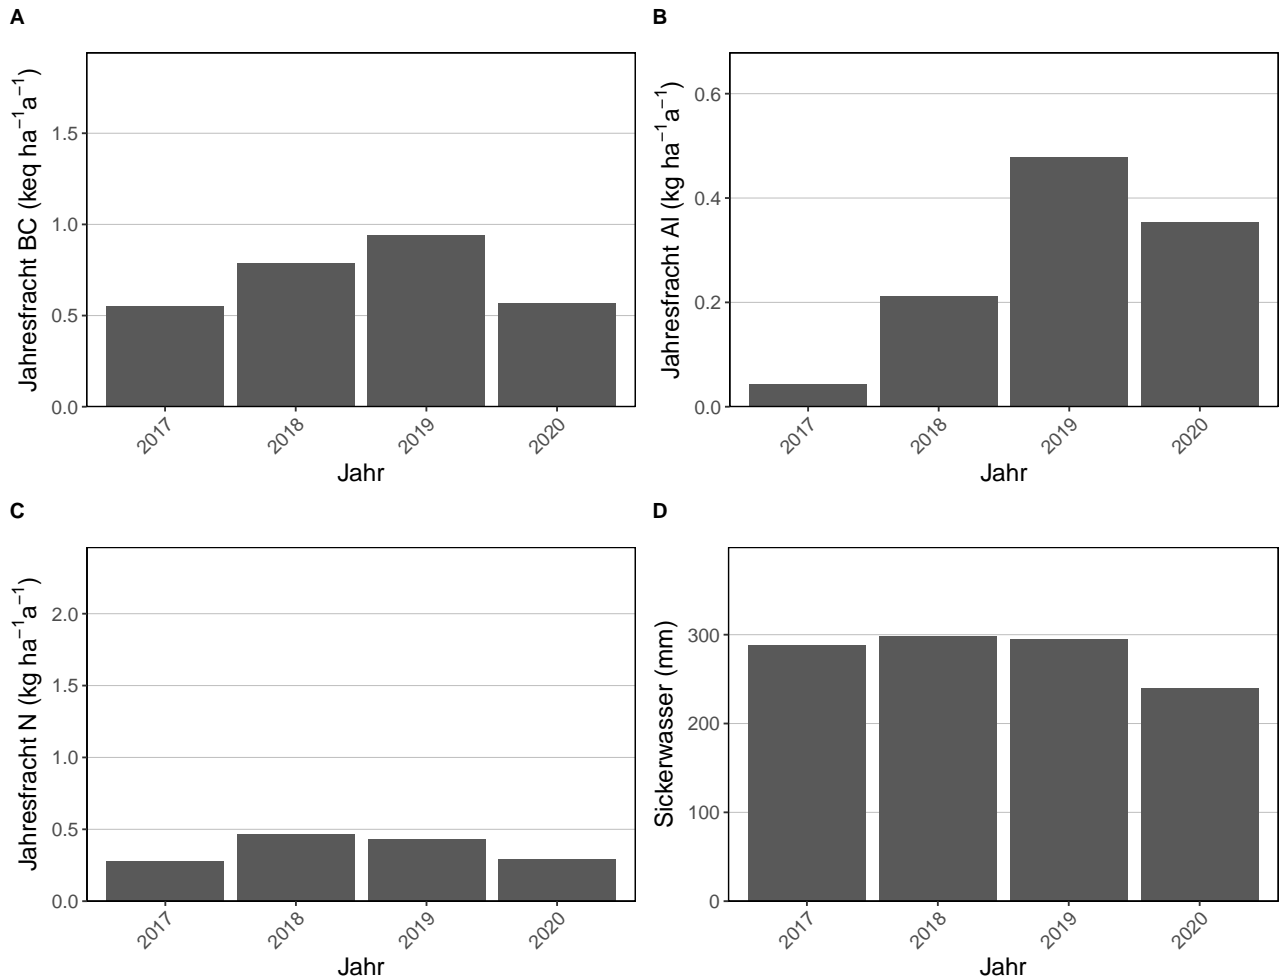 A
Jahresfracht BC (keq ha⁻¹a⁻¹)
1.5
1.0
0.5
0.0
2017 2018 2019 2020
Jahr
B
Jahresfracht Al (kg ha⁻¹a⁻¹)
0.6
0.4
0.2
0.0
2017 2018 2019 2020
Jahr
C
Jahresfracht N (kg ha⁻¹a⁻¹)
2.0
1.5
1.0
0.5
0.0
2017 2018 2019 2020
Jahr
D
Sickerwasser (mm)
300
200
100
0
2017 2018 2019 2020
Jahr